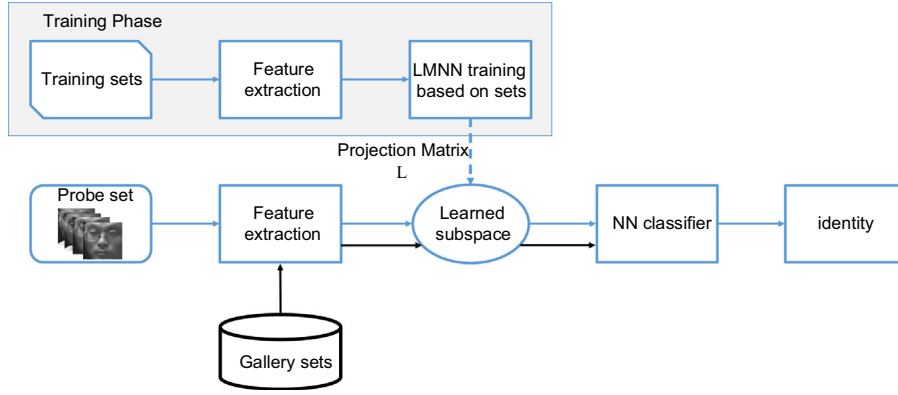 Training Phase
Training sets
Feature
extraction
LMNN training
based on sets
Projection Matrix
L
Probe set
Feature
extraction
Learned
subspace
NN classifier
identity
Gallery sets